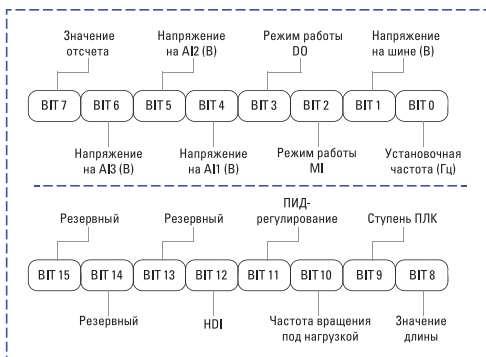 Значение Напряжение Режим работы Напряжение
отсчета на AI2 (В) DO на шине (В)
BIT 7 BIT 6 BIT 5 BIT 4 BIT 3 BIT 2 BIT 1 BIT 0
Напряжение Напряжение Режим работы Установочная
на AI3 (В) на AI1 (В) MI частота (Гц)
ПИД-
Резервный Резервный регулирование Ступень ПЛК
BIT 15 BIT 14 BIT 13 BIT 12 BIT 11 BIT 10 BIT 9 BIT 8
Резервный HDI Частота вращения Значение
под нагрузкой длины